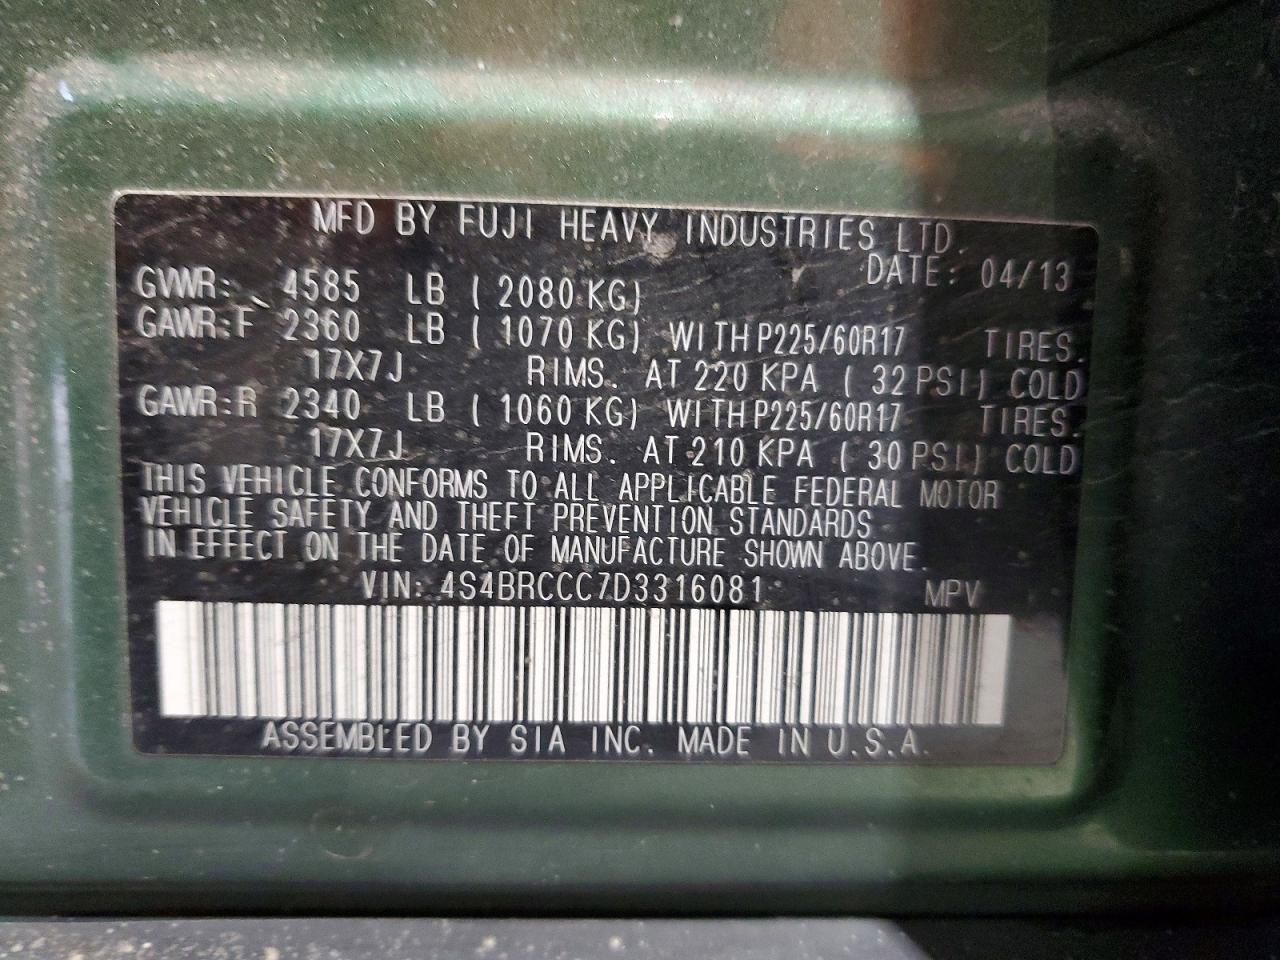 MFD BY FUJI HEAVY INDUSTRIES LTD.
DATE: 04/13
GVWR: 4585 LB ( 2080 KG)
GAWR:F 2360 LB ( 1070 KG) WITH P225/60R17 TIRES.
17X7J RIMS. AT 220 KPA ( 32 PSI) COLD
GAWR:R 2340 LB ( 1060 KG) WITH P225/60R17 TIRES.
17X7J RIMS. AT 210 KPA ( 30 PSI) COLD
THIS VEHICLE CONFORMS TO ALL APPLICABLE FEDERAL MOTOR
VEHICLE SAFETY AND THEFT PREVENTION STANDARDS
IN EFFECT ON THE DATE OF MANUFACTURE SHOWN ABOVE.
VIN: 4S4BRCCC7D3316081 MPV
ASSEMBLED BY SIA INC. MADE IN U.S.A.